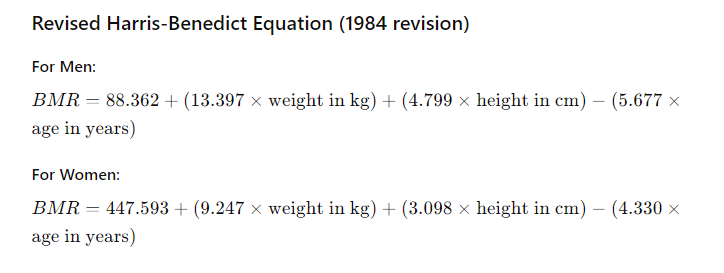 Revised Harris-Benedict Equation (1984 revision)
For Men:
BMR = 88.362 + (13.397 × weight in kg) + (4.799 × height in cm) − (5.677 ×
age in years)
For Women:
BMR = 447.593 + (9.247 × weight in kg) + (3.098 × height in cm) − (4.330 ×
age in years)